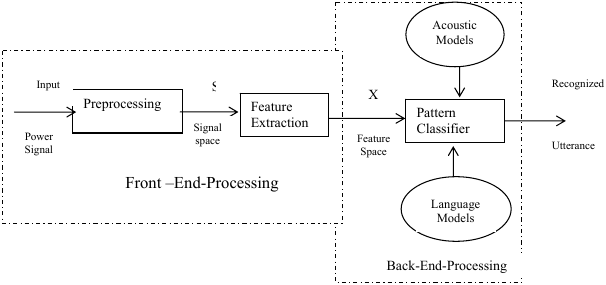 Acoustic
Models
Input
S
X
Recognized
Preprocessing
Feature
Extraction
Pattern
Classifier
Power
Signal
Signal
space
Feature
Space
Utterance
Front –End-Processing
Language
Models
Back-End-Processing